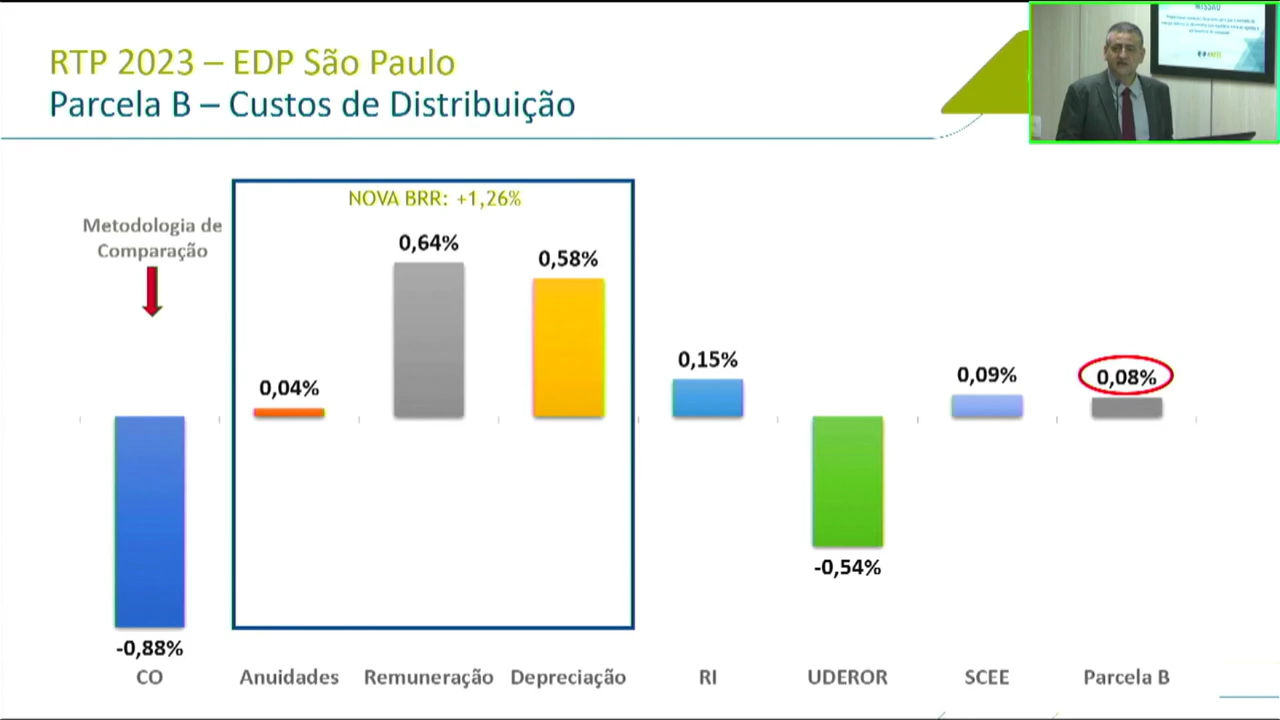 RTP 2023 – EDP São Paulo
Parcela B – Custos de Distribuição
MISSÃO
ANEEL
NOVA BRR: +1,26%
Metodologia de
Comparação
0,64%
0,58%
0,04%
0,15%
0,09%
0,08%
-0,54%
-0,88%
CO
Anuidades
Remuneração
Depreciação
RI
UDEROR
SCEE
Parcela B